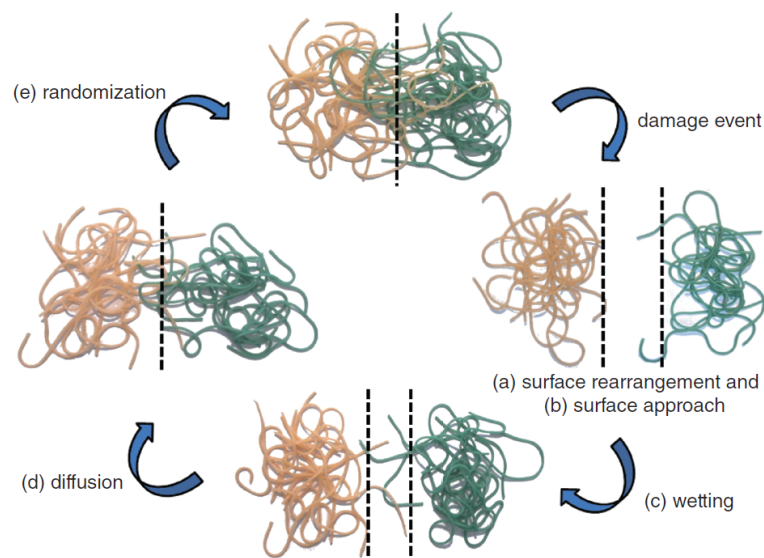 (e) randomization
damage event
(a) surface rearrangement and
(b) surface approach
(d) diffusion
(c) wetting